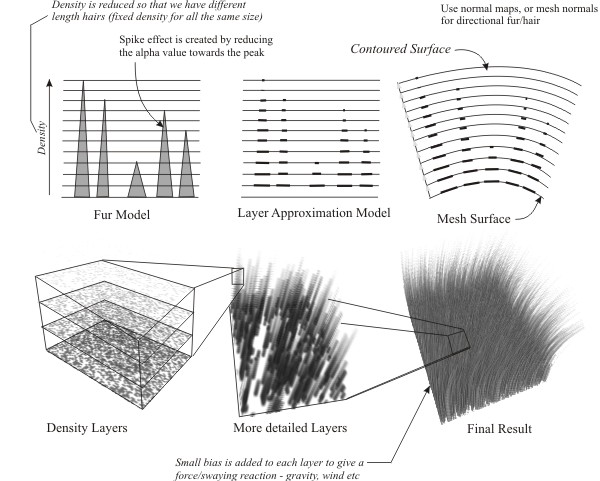 Density is reduced so that we have different
length hairs (fixed density for all the same size)
Use normal maps, or mesh normals
for directional fur/hair
Spike effect is created by reducing
the alpha value towards the peak
Contoured Surface
Density
Fur Model
Layer Approximation Model
Mesh Surface
Density Layers
More detailed Layers
Final Result
Small bias is added to each layer to give a
force/swaying reaction - gravity, wind etc